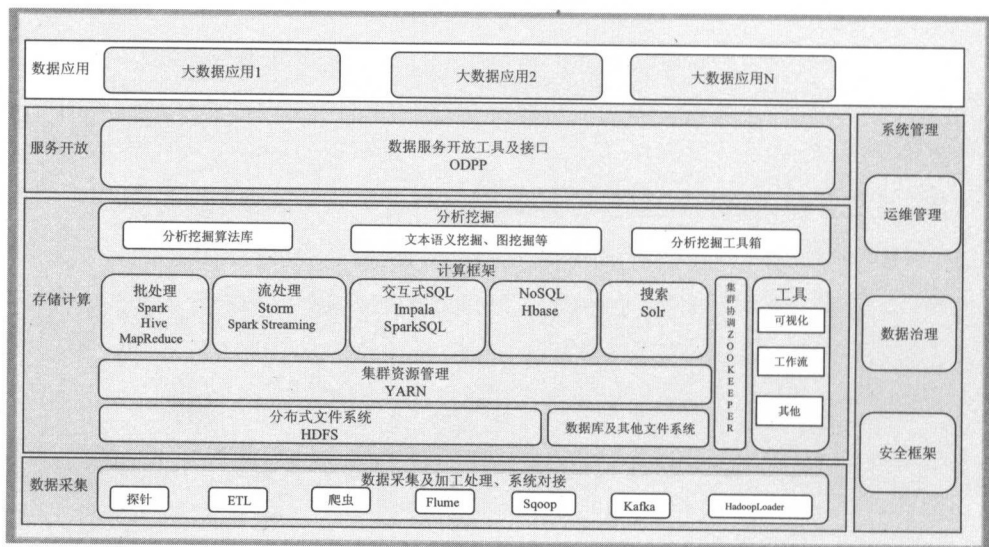 数据应用
大数据应用1
大数据应用2
大数据应用N
服务开放
数据服务开放工具及接口
ODPP
系统管理
运维管理
数据治理
安全框架
存储计算
分析挖掘
分析挖掘算法库
文本语义挖掘、图挖掘等
分析挖掘工具箱
计算框架
批处理
Spark
Hive
MapReduce
流处理
Storm
Spark Streaming
交互式SQL
Impala
SparkSQL
NoSQL
Hbase
搜索
Solr
集群协调ZOOKEEPER
工具
可视化
工作流
其他
集群资源管理
YARN
分布式文件系统
HDFS
数据库及其他文件系统
数据采集
数据采集及加工处理、系统对接
探针
ETL
爬虫
Flume
Sqoop
Kafka
HadoopLoader